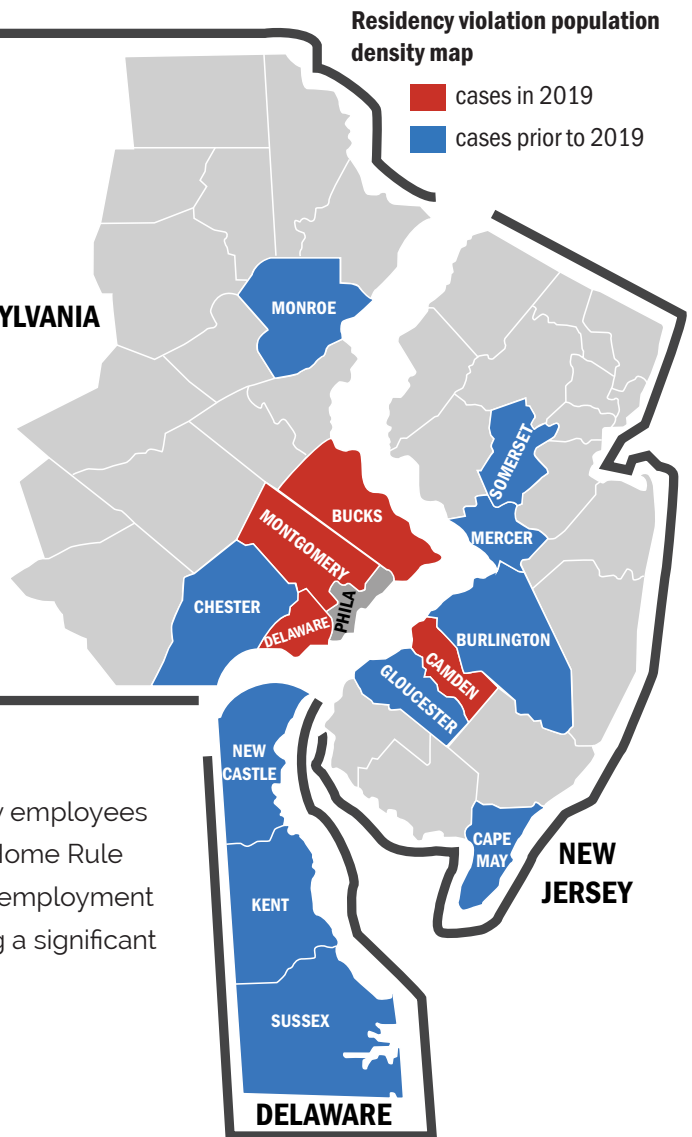 Residency violation population
density map
cases in 2019
cases prior to 2019
YLVANIA
MONROE
SOMERSET
BUCKS
MERCER
MONTGOMERY
PHILA
CHESTER
DELAWARE
BURLINGTON
CAMDEN
GLOUCESTER
NEW
CASTLE
employees
Home Rule
employment
a significant
CAPE
MAY
NEW
JERSEY
KENT
SUSSEX
DELAWARE